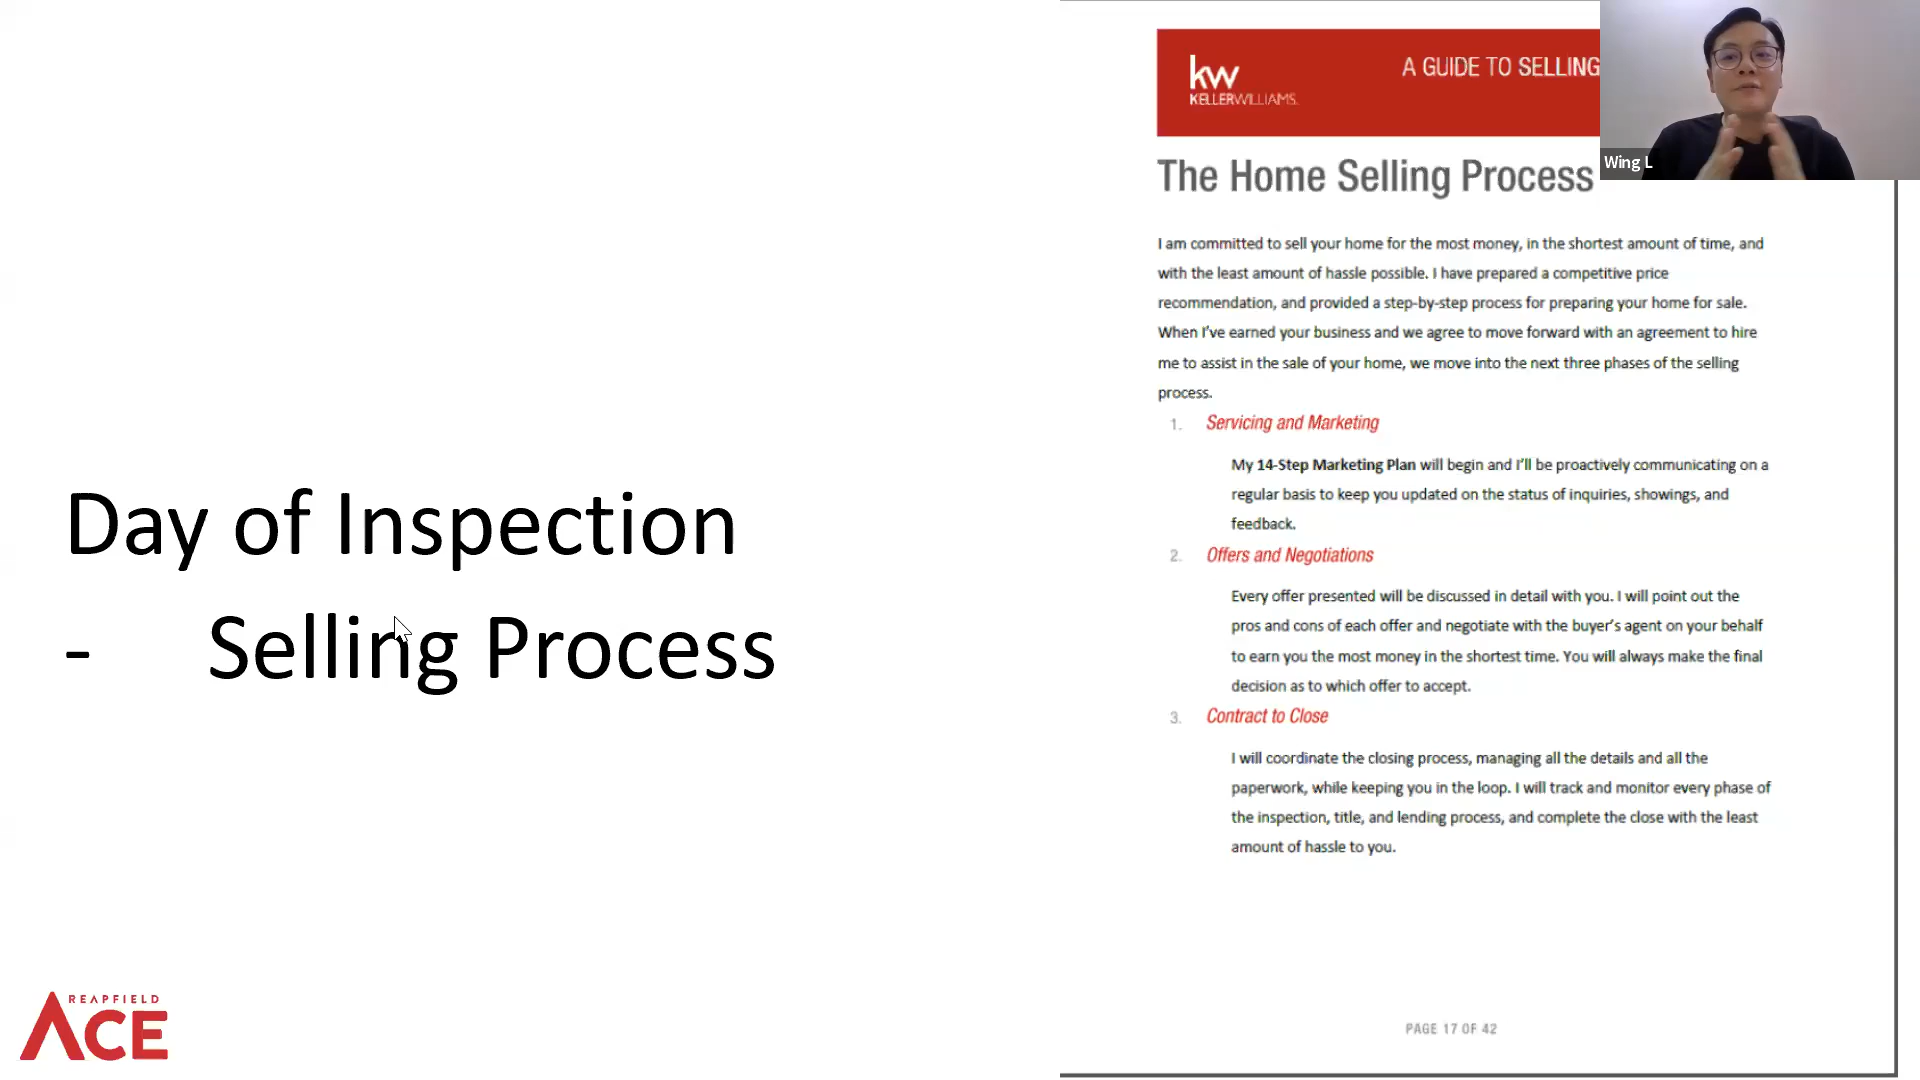 Day of Inspection
- Selling Process
REAPFIELD
ACE
kw
KELLERWILLIAMS.
A GUIDE TO SELLING
Wing L
The Home Selling Process
I am committed to sell your home for the most money, in the shortest amount of time, and
with the least amount of hassle possible. I have prepared a competitive price
recommendation, and provided a step-by-step process for preparing your home for sale.
When I've earned your business and we agree to move forward with an agreement to hire
me to assist in the sale of your home, we move into the next three phases of the selling
process.
1. Servicing and Marketing
My 14-Step Marketing Plan will begin and I'll be proactively communicating on a
regular basis to keep you updated on the status of inquiries, showings, and
feedback.
2. Offers and Negotiations
Every offer presented will be discussed in detail with you. I will point out the
pros and cons of each offer and negotiate with the buyer's agent on your behalf
to earn you the most money in the shortest time. You will always make the final
decision as to which offer to accept.
3. Contract to Close
I will coordinate the closing process, managing all the details and all the
paperwork, while keeping you in the loop. I will track and monitor every phase of
the inspection, title, and lending process, and complete the close with the least
amount of hassle to you.
PAGE 17 OF 42